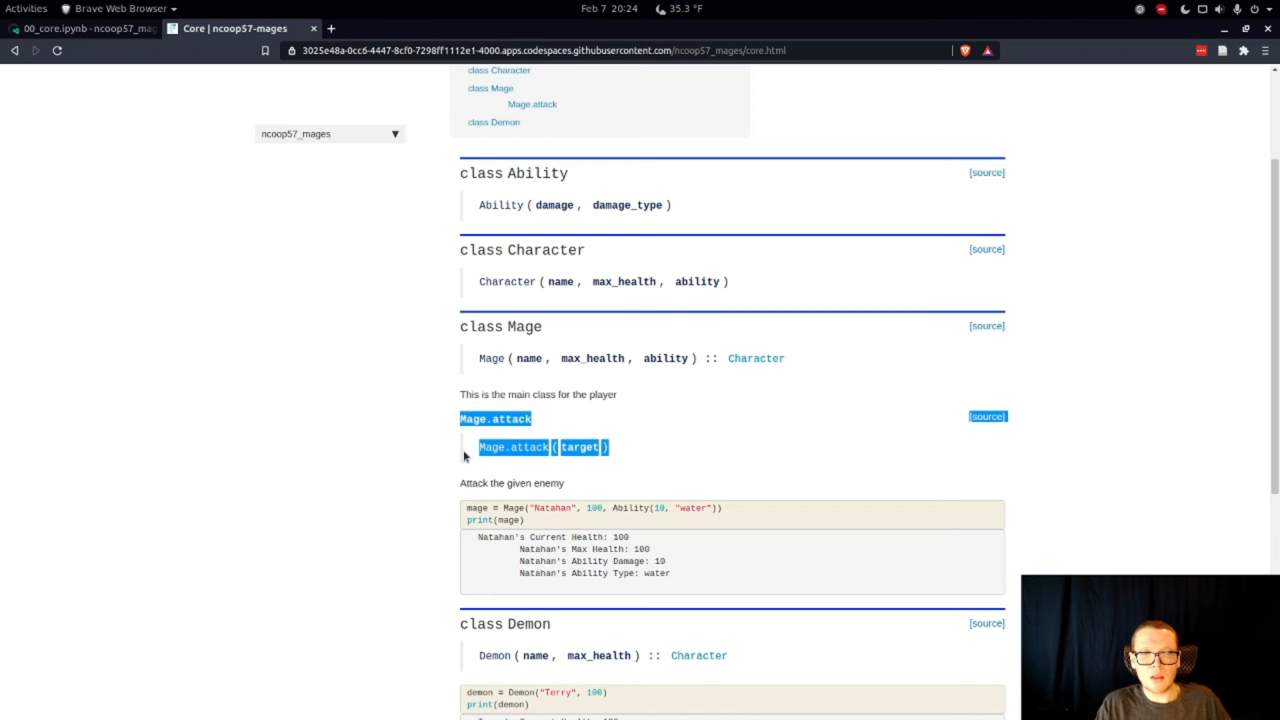 Activities Brave Web Browser Feb 7 20:24 35.3 °F
00_core.ipynb - ncoop57_mag Core | ncoop57-mages
3025e48a-0cc6-4447-8cf0-7298ff1112e1-4000.apps.codespaces.githubusercontent.com/ncoop57_mages/core.html
class Character
class Mage
Mage.attack
class Demon
ncoop57_mages
class Ability [source]
Ability ( damage , damage_type )
class Character [source]
Character ( name , max_health , ability )
class Mage [source]
Mage ( name , max_health , ability ) :: Character
This is the main class for the player
Mage.attack [source]
Mage.attack ( target )
Attack the given enemy
mage = Mage("Natahan", 100, Ability(10, "water"))
print(mage)
Natahan's Current Health: 100
Natahan's Max Health: 100
Natahan's Ability Damage: 10
Natahan's Ability Type: water
class Demon [source]
Demon ( name , max_health ) :: Character
demon = Demon("Terry", 100)
print(demon)